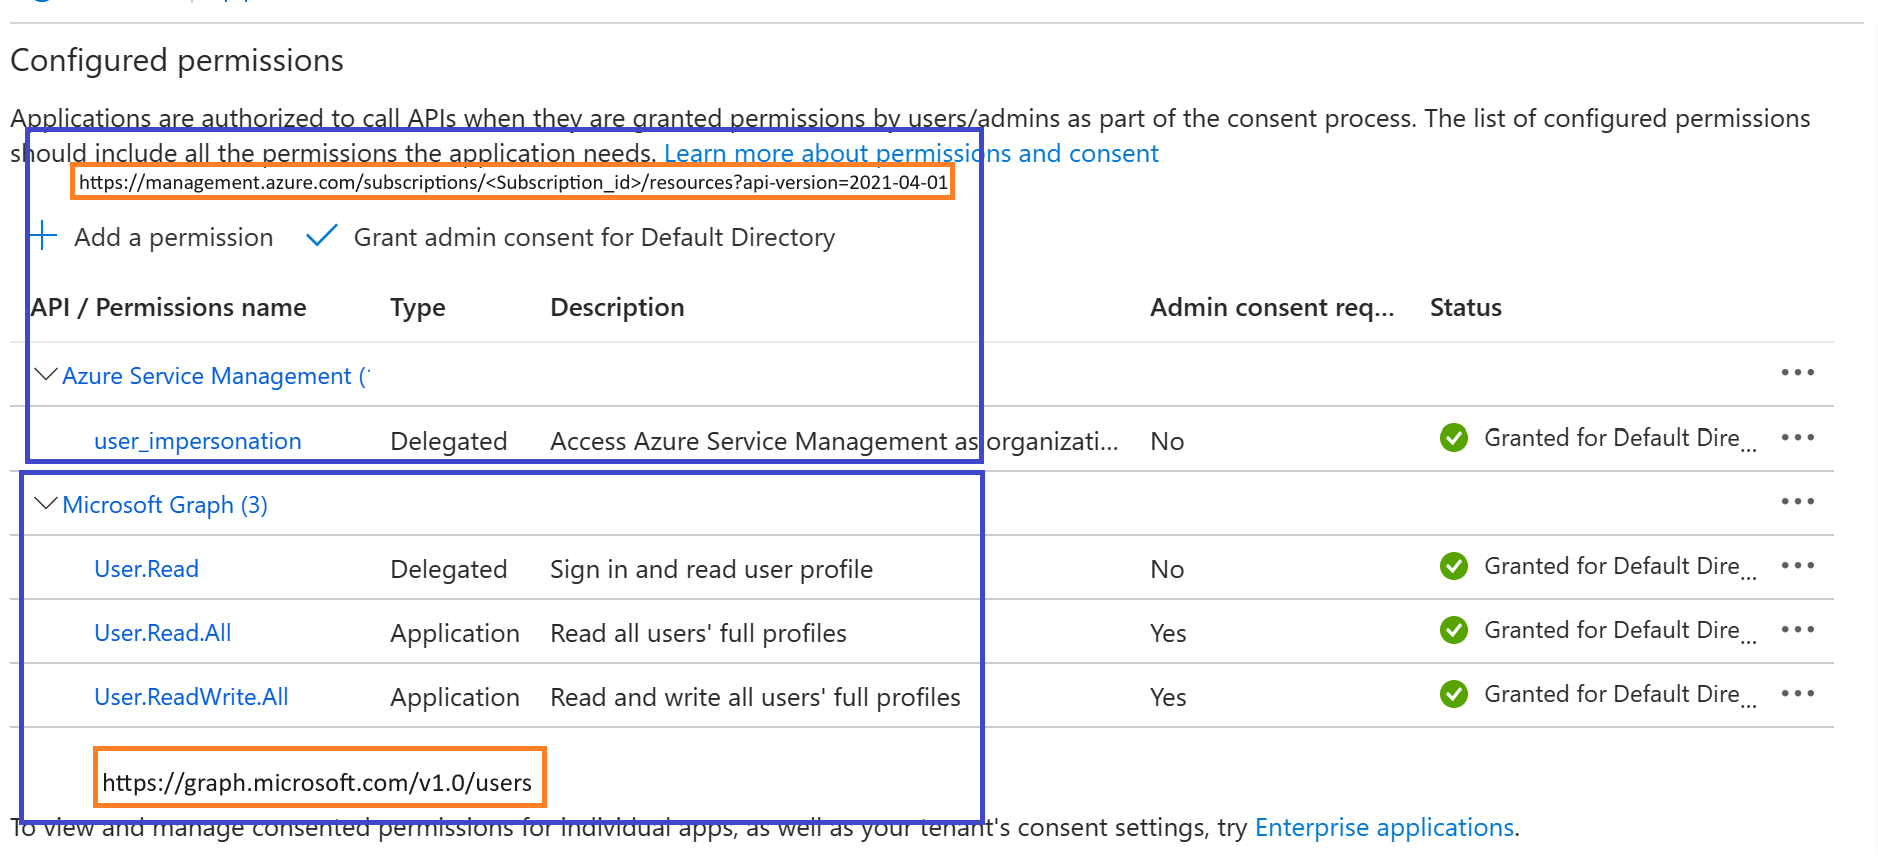 Configured permissions
Applications are authorized to call APIs when they are granted permissions by users/admins as part of the consent process. The list of configured permissions
should include all the permissions the application needs. Learn more about permissions and consent
https://management.azure.com/subscriptions/<Subscription_id>/resources?api-version=2021-04-01
Add a permission Grant admin consent for Default Directory
API / Permissions name Type Description Admin consent req... Status
Azure Service Management (
user_impersonation Delegated Access Azure Service Management as organizati... No Granted for Default Dire...
Microsoft Graph (3)
User.Read Delegated Sign in and read user profile No Granted for Default Dire...
User.Read.All Application Read all users' full profiles Yes Granted for Default Dire...
User.ReadWrite.All Application Read and write all users' full profiles Yes Granted for Default Dire...
https://graph.microsoft.com/v1.0/users
To view and manage consented permissions for individual apps, as well as your tenant's consent settings, try Enterprise applications.